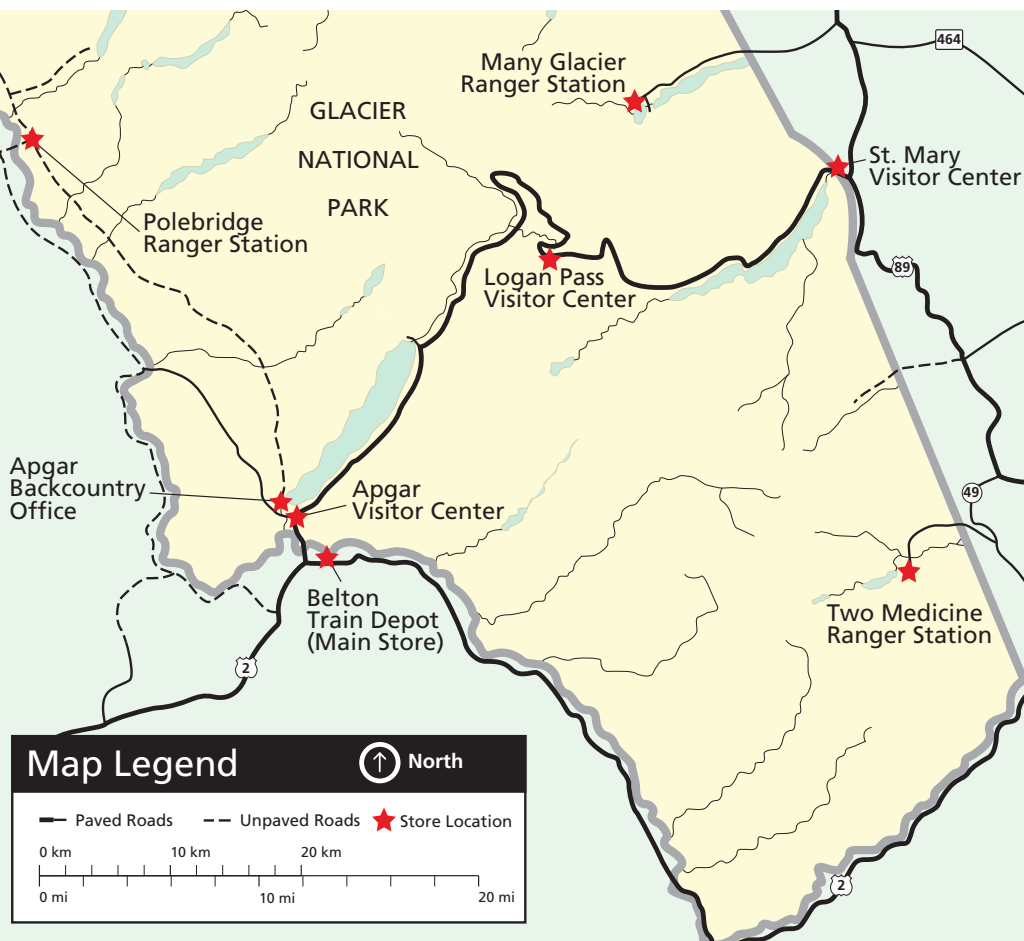 464
Many Glacier
Ranger Station
GLACIER
NATIONAL
PARK
St. Mary
Visitor Center
Polebridge
Ranger Station
Logan Pass
Visitor Center
89
Apgar
Backcountry
Office
Apgar
Visitor Center
49
Belton
Train Depot
(Main Store)
Two Medicine
Ranger Station
2
Map Legend
North
Paved Roads
Unpaved Roads
Store Location
0 km
10 km
20 km
0 mi
10 mi
20 mi
2